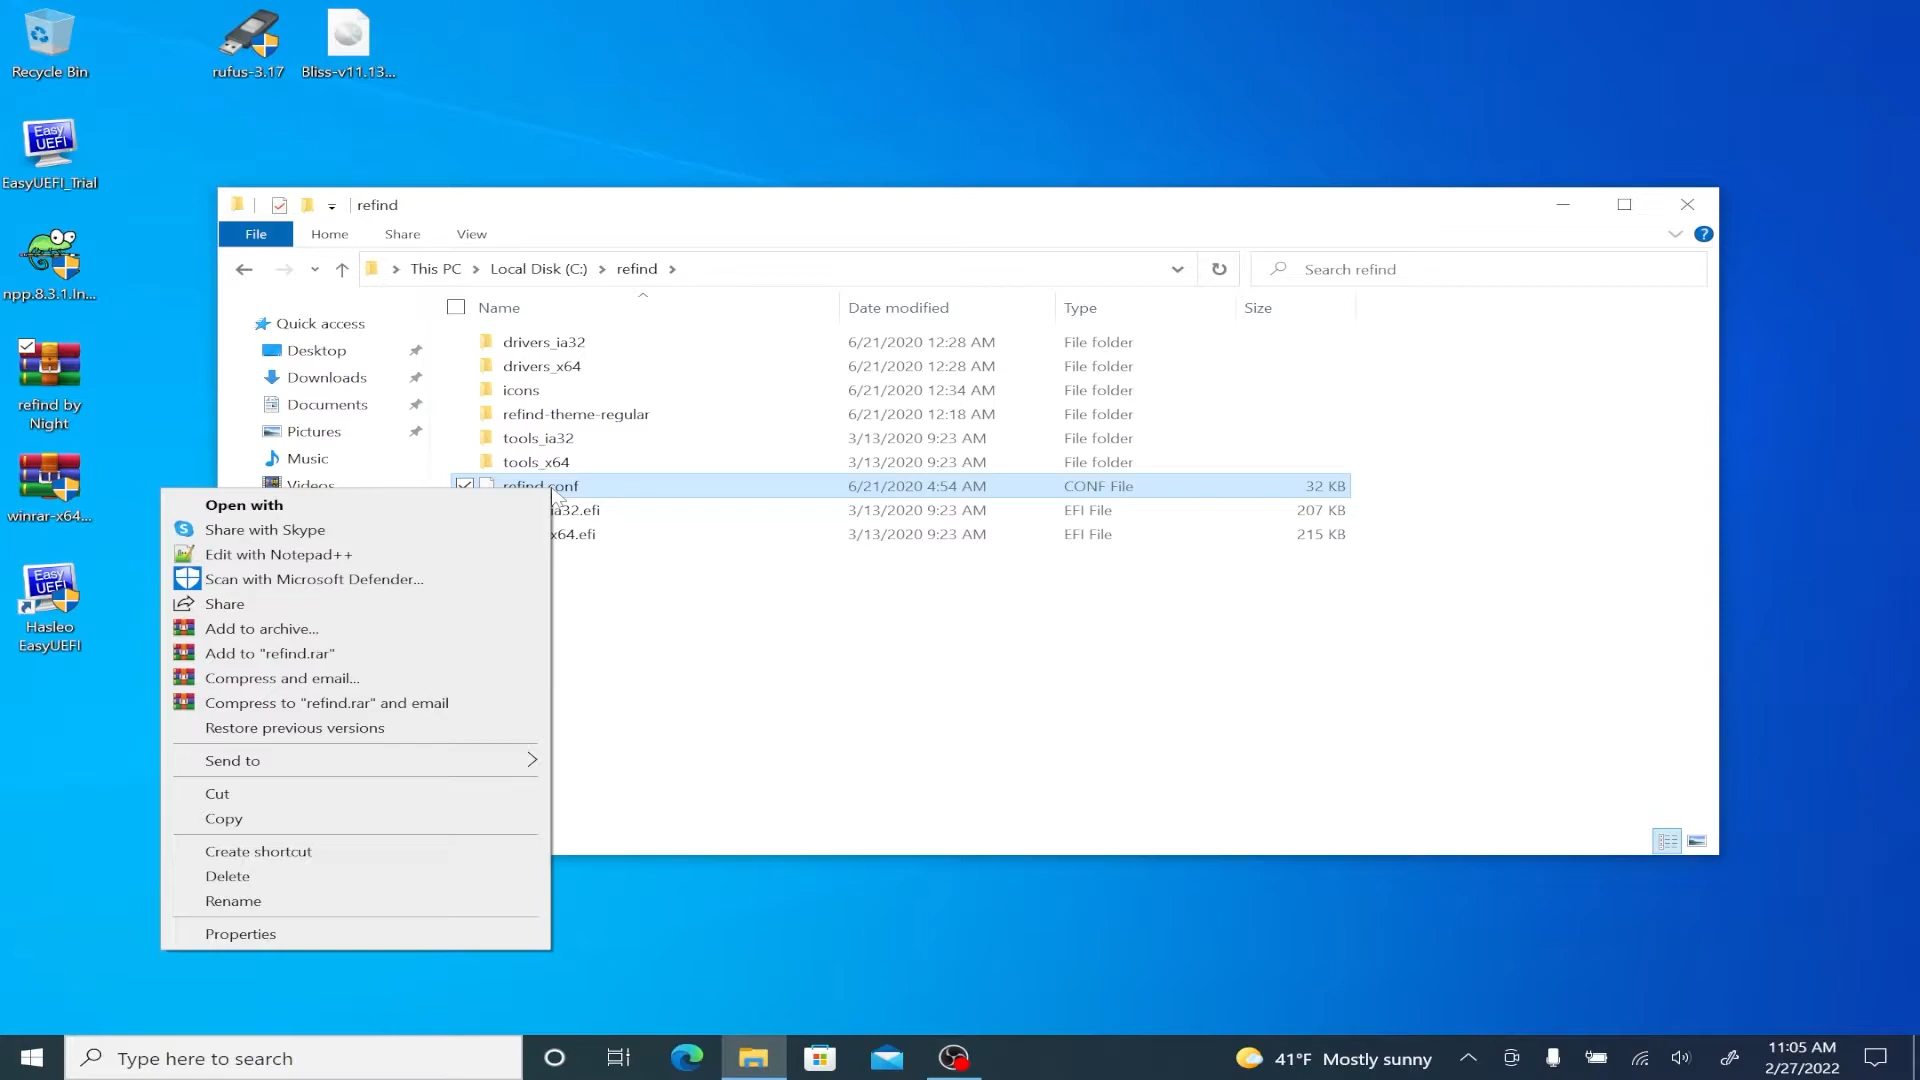 Recycle Bin
rufus-3.17
Bliss-v11.13...
Easy
UEFI
EasyUEFI_Trial
npp.8.3.1.In...
refind by
Night
winrar-x64...
Easy
UEFI
Hasleo
EasyUEFI
refind
File
Home
Share
View
?
This PC
Local Disk (C:)
refind
Search refind
Name
Date modified
Type
Size
Quick access
Desktop
Downloads
Documents
Pictures
Music
Videos
drivers_ia32 6/21/2020 12:28 AM File folder
drivers_x64 6/21/2020 12:28 AM File folder
icons 6/21/2020 12:34 AM File folder
refind-theme-regular 6/21/2020 12:18 AM File folder
tools_ia32 3/13/2020 9:23 AM File folder
tools_x64 3/13/2020 9:23 AM File folder
refind.conf 6/21/2020 4:54 AM CONF File 32 KB
ia32.efi 3/13/2020 9:23 AM EFI File 207 KB
x64.efi 3/13/2020 9:23 AM EFI File 215 KB
Open with
Share with Skype
Edit with Notepad++
Scan with Microsoft Defender...
Share
Add to archive...
Add to "refind.rar"
Compress and email...
Compress to "refind.rar" and email
Restore previous versions
Send to
Cut
Copy
Create shortcut
Delete
Rename
Properties
Type here to search
41°F Mostly sunny
11:05 AM
2/27/2022